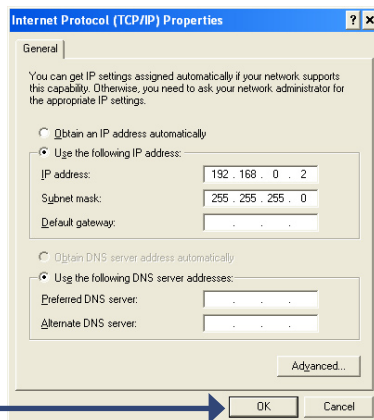 Internet Protocol (TCP/IP) Properties
General
You can get IP settings assigned automatically if your network supports
this capability. Otherwise, you need to ask your network administrator for
the appropriate IP settings.
Obtain an IP address automatically
Use the following IP address:
IP address: 192 . 168 . 0 . 2
Subnet mask: 255 . 255 . 255 . 0
Default gateway: . . .
Obtain DNS server address automatically
Use the following DNS server addresses:
Preferred DNS server: . . .
Alternate DNS server: . . .
Advanced...
OK Cancel